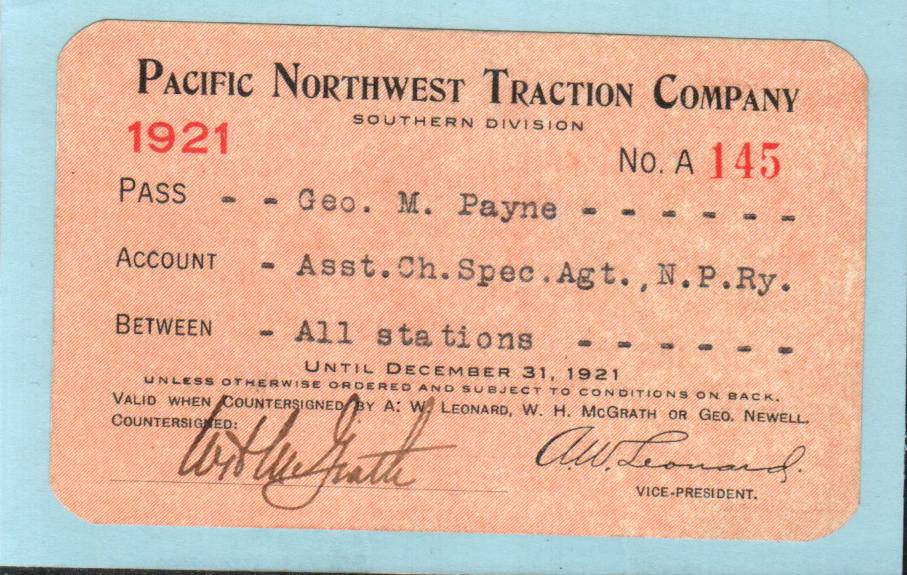 PACIFIC NORTHWEST TRACTION COMPANY
SOUTHERN DIVISION
1921
No. A 145
PASS - - Geo. M. Payne - - - - - -
ACCOUNT - Asst.Ch.Spec.Agt.,N.P.Ry.
BETWEEN - All stations - - - - - -
UNTIL DECEMBER 31, 1921
UNLESS OTHERWISE ORDERED AND SUBJECT TO CONDITIONS ON BACK.
VALID WHEN COUNTERSIGNED BY A. W. LEONARD, W. H. McGRATH OR GEO. NEWELL.
COUNTERSIGNED:
W H McGrath
A.W. Leonard.
VICE-PRESIDENT.